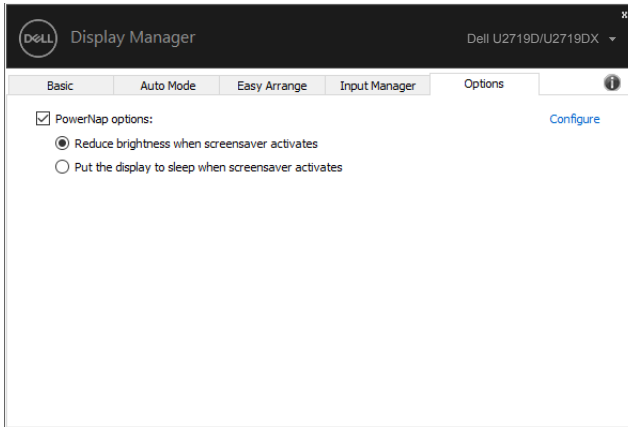 DELL Display Manager Dell U2719D/U2719DX
x
Basic Auto Mode Easy Arrange Input Manager Options i
PowerNap options: Configure
Reduce brightness when screensaver activates
Put the display to sleep when screensaver activates